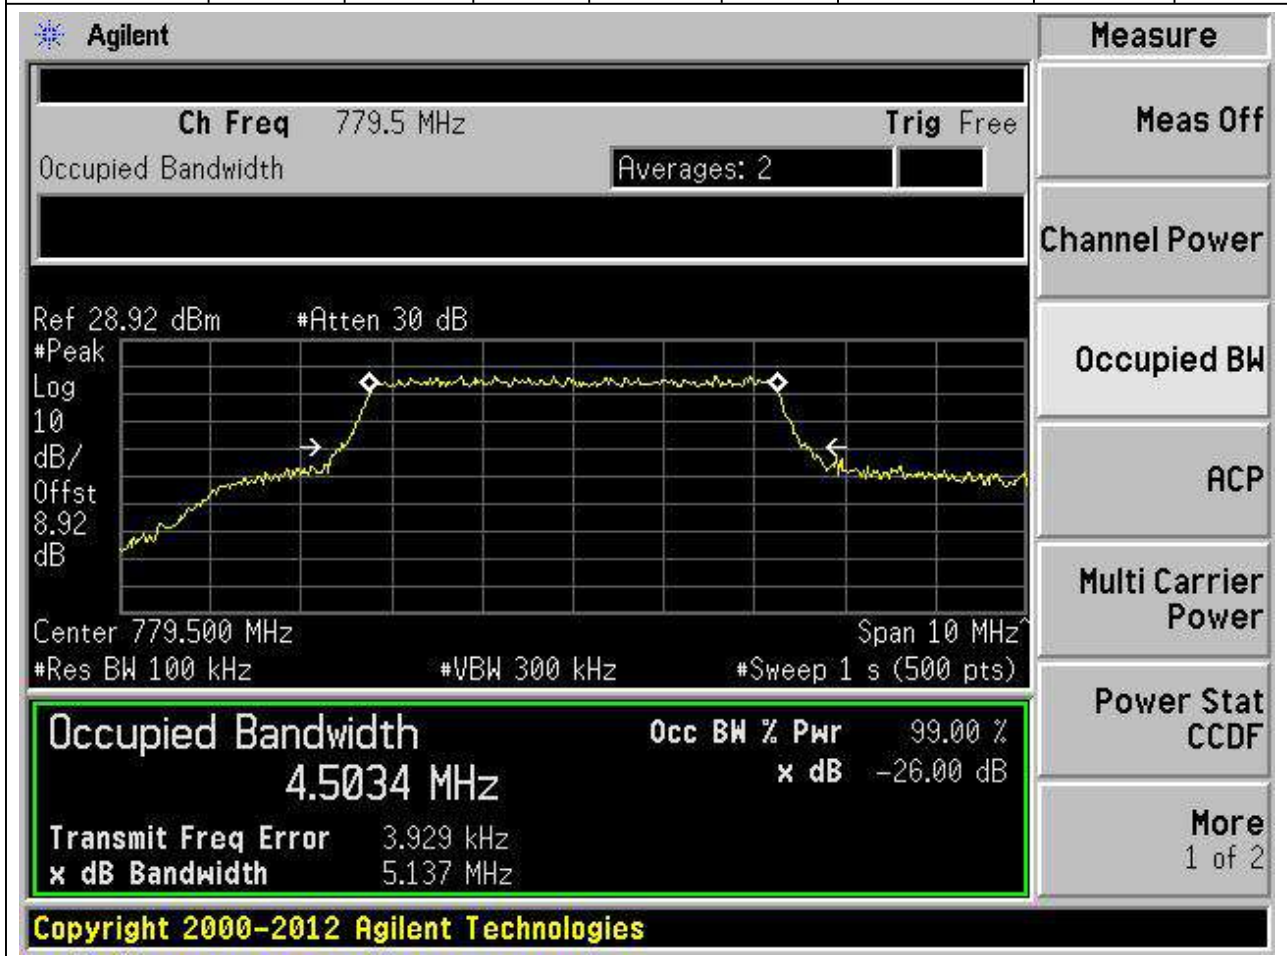 Agilent
Measure
Ch Freq 779.5 MHz Trig Free
Meas Off
Occupied Bandwidth Averages: 2
Channel Power
Ref 28.92 dBm #Atten 30 dB
#Peak
Log
10
dB/
Offst
8.92
dB
Occupied BW
ACP
Multi Carrier
Power
Center 779.500 MHz Span 10 MHz^
#Res BW 100 kHz #VBW 300 kHz #Sweep 1 s (500 pts)
Occupied Bandwidth Occ BW % Pwr 99.00 %
4.5034 MHz x dB -26.00 dB
Power Stat
CCDF
Transmit Freq Error 3.929 kHz
x dB Bandwidth 5.137 MHz
More
1 of 2
Copyright 2000-2012 Agilent Technologies